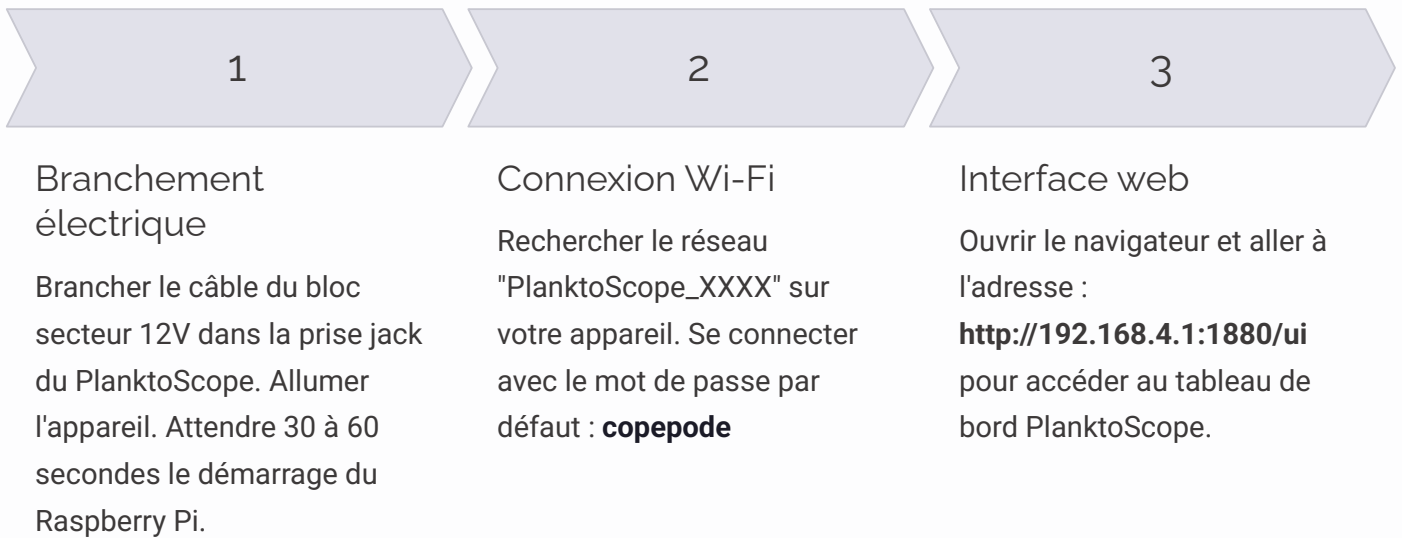 1
2
3
Branchement
électrique
Brancher le câble du bloc
secteur 12V dans la prise jack
du PlanktoScope. Allumer
l'appareil. Attendre 30 à 60
secondes le démarrage du
Raspberry Pi.
Connexion Wi-Fi
Rechercher le réseau
"PlanktoScope_XXXX" sur
votre appareil. Se connecter
avec le mot de passe par
défaut : copepode
Interface web
Ouvrir le navigateur et aller à
l'adresse :
http://192.168.4.1:1880/ui
pour accéder au tableau de
bord PlanktoScope.